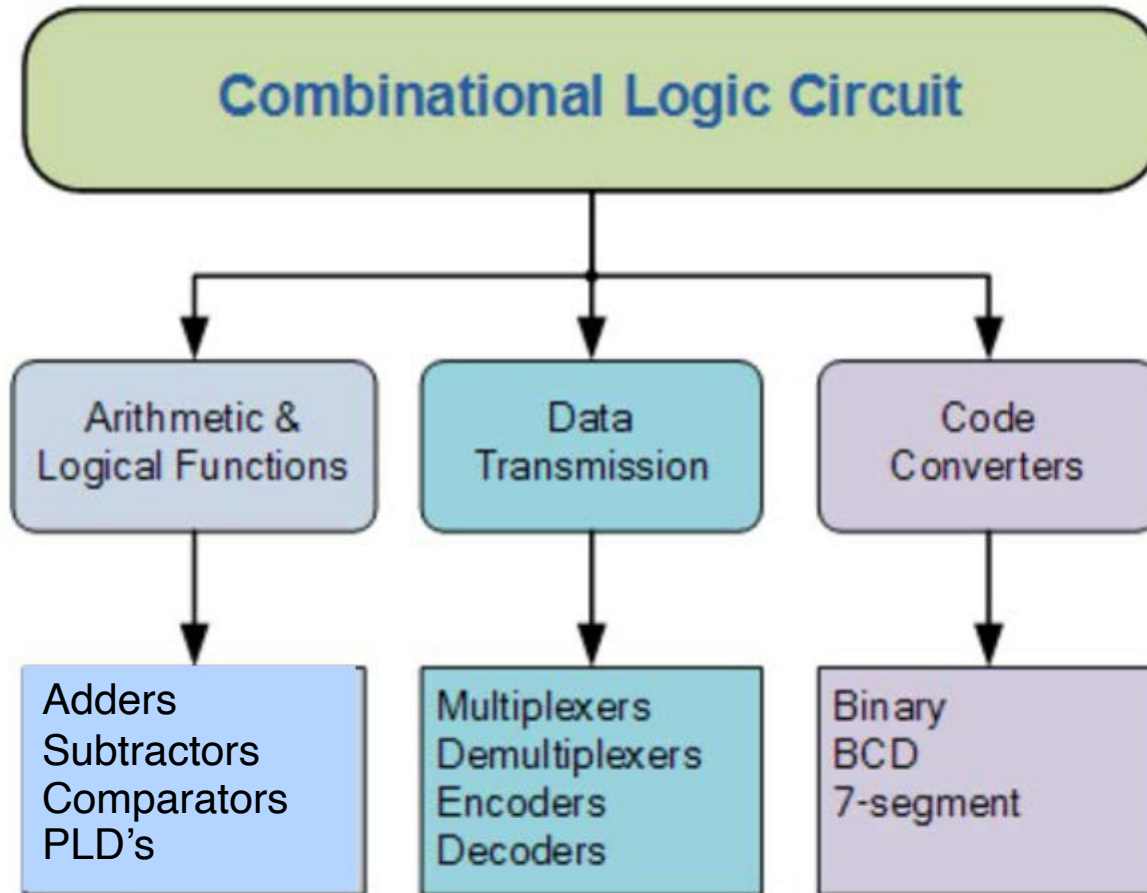 Combinational Logic Circuit
Arithmetic &
Logical Functions
Data
Transmission
Code
Converters
Adders
Subtractors
Comparators
PLD’s
Multiplexers
Demultiplexers
Encoders
Decoders
Binary
BCD
7-segment